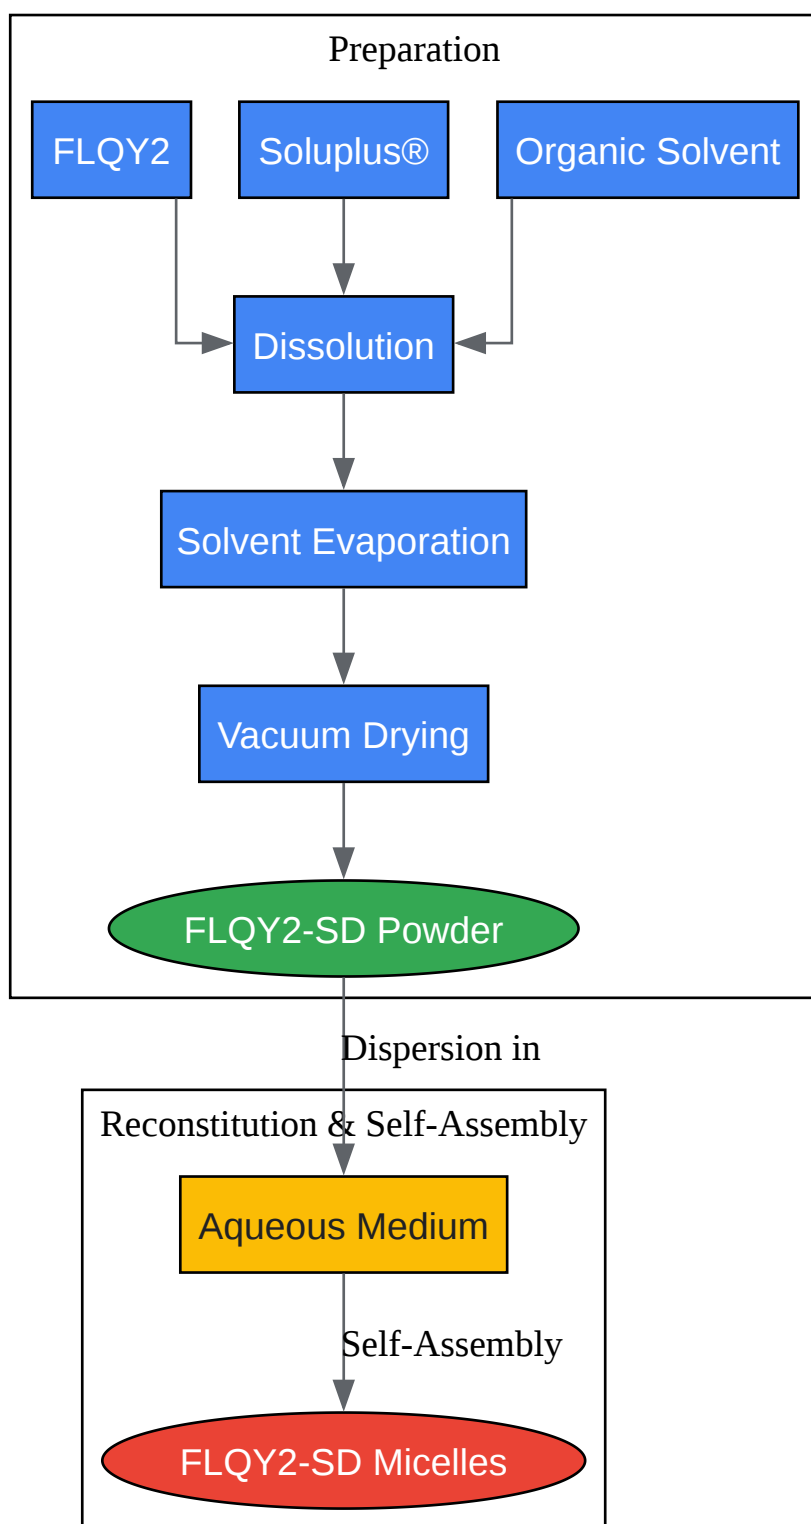 Preparation
FLQY2
Soluplus®
Organic Solvent
Dissolution
Solvent Evaporation
Vacuum Drying
FLQY2-SD Powder
Dispersion in
Reconstitution & Self-Assembly
Aqueous Medium
Self-Assembly
FLQY2-SD Micelles